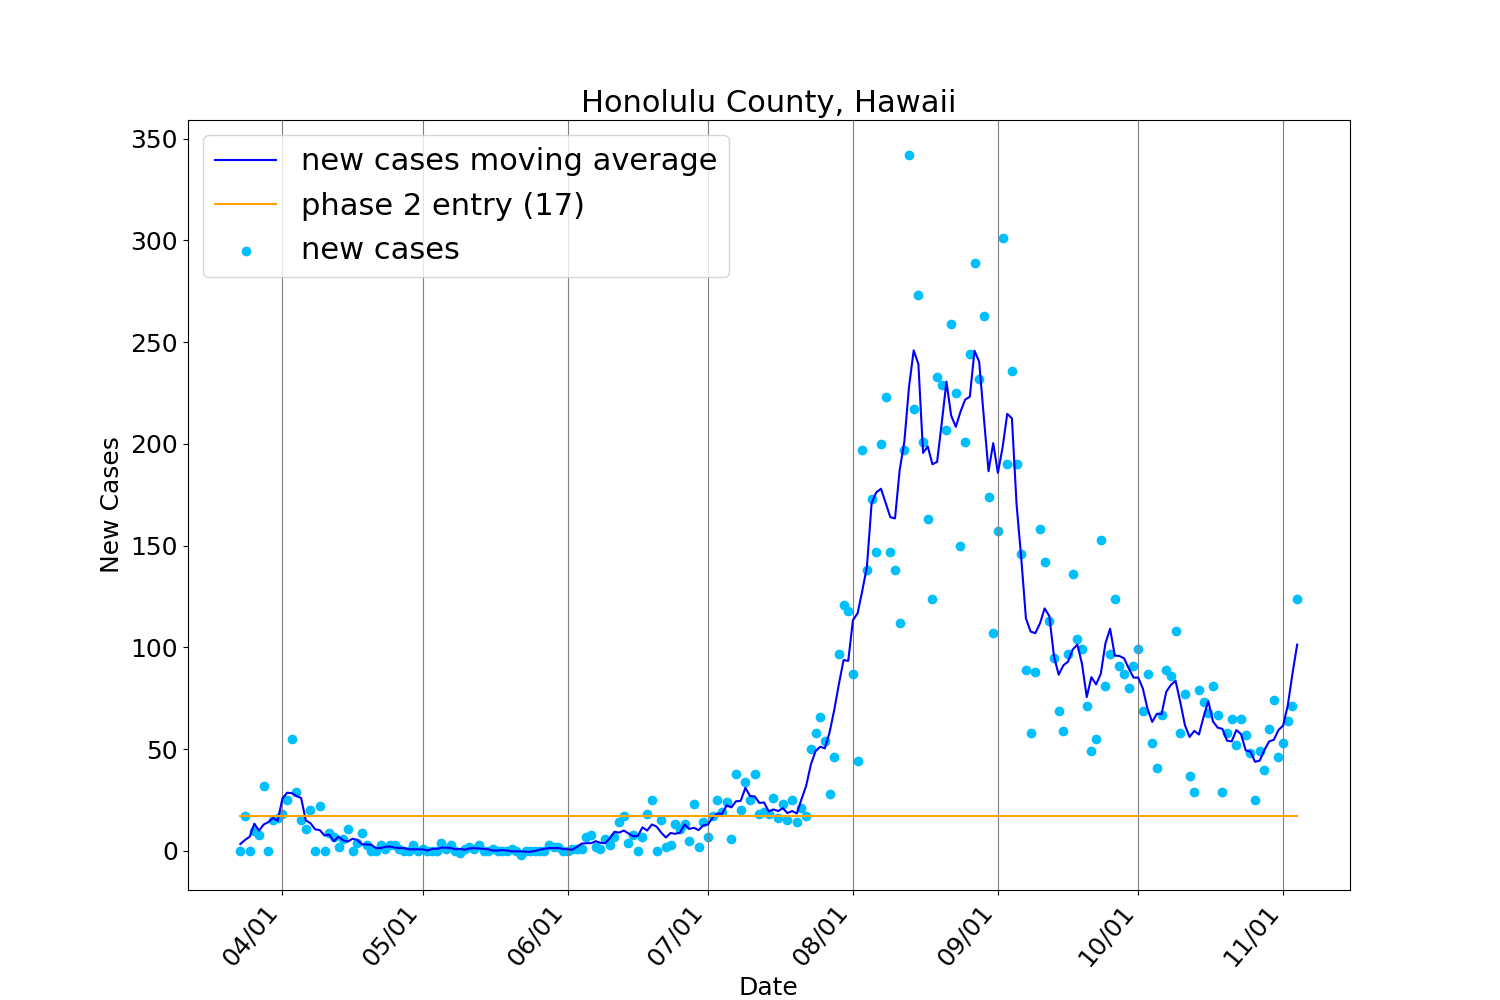 Honolulu County, Hawaii
new cases moving average
phase 2 entry (17)
new cases
New Cases
350
300
250
200
150
100
50
0
04/01
05/01
06/01
07/01
08/01
09/01
10/01
11/01
Date